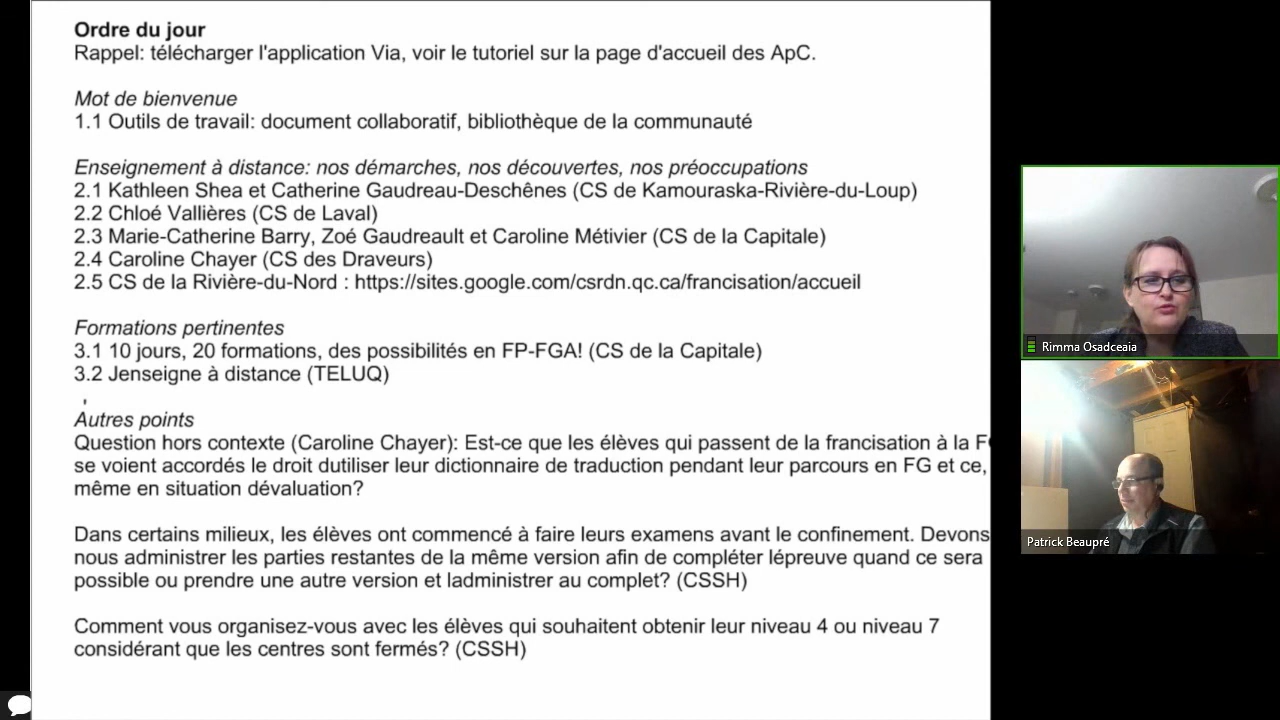 Ordre du jour
Rappel: télécharger l'application Via, voir le tutoriel sur la page d'accueil des ApC.
Mot de bienvenue
1.1 Outils de travail: document collaboratif, bibliothèque de la communauté
Enseignement à distance: nos démarches, nos découvertes, nos préoccupations
2.1 Kathleen Shea et Catherine Gaudreau-Deschênes (CS de Kamouraska-Rivière-du-Loup)
2.2 Chloé Vallières (CS de Laval)
2.3 Marie-Catherine Barry, Zoé Gaudreault et Caroline Métivier (CS de la Capitale)
2.4 Caroline Chayer (CS des Draveurs)
2.5 CS de la Rivière-du-Nord : https://sites.google.com/csrdn.qc.ca/francisation/accueil
Formations pertinentes
3.1 10 jours, 20 formations, des possibilités en FP-FGA! (CS de la Capitale)
3.2 Jenseigne à distance (TELUQ)
'
Autres points
Question hors contexte (Caroline Chayer): Est-ce que les élèves qui passent de la francisation à la
se voient accordés le droit dutiliser leur dictionnaire de traduction pendant leur parcours en FG et ce,
même en situation dévaluation?
Dans certains milieux, les élèves ont commencé à faire leurs examens avant le confinement. Devons
nous administrer les parties restantes de la même version afin de compléter lépreuve quand ce sera
possible ou prendre une autre version et ladministrer au complet? (CSSH)
Comment vous organisez-vous avec les élèves qui souhaitent obtenir leur niveau 4 ou niveau 7
considérant que les centres sont fermés? (CSSH)
Rimma Osadceaia
Patrick Beaupré